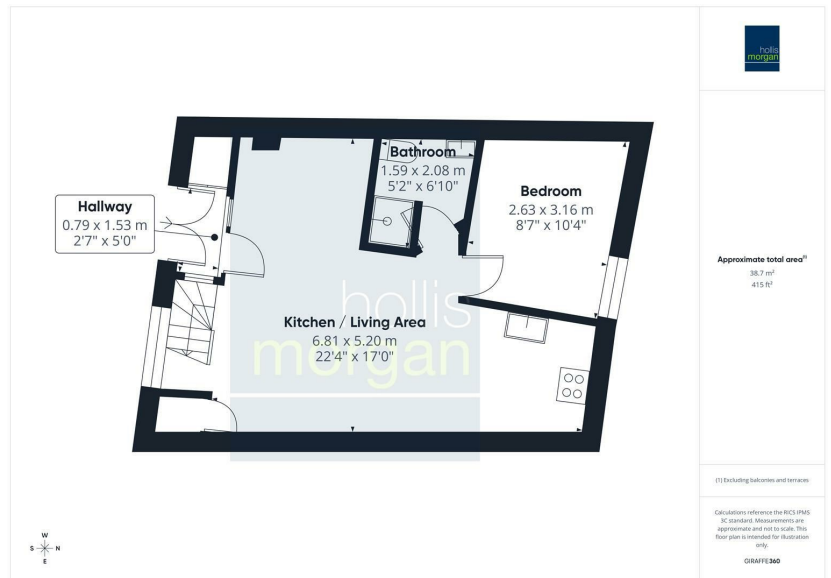 hollis
morgan
Bathroom
1.59 x 2.08 m
5'2" x 6'10"
Bedroom
2.63 x 3.16 m
8'7" x 10'4"
Hallway
0.79 x 1.53 m
2'7" x 5'0"
hollis
morgan
Kitchen / Living Area
6.81 x 5.20 m
22'4" x 17'0"
Approximate total area⁽¹⁾
38.7 m²
415 ft²
(1) Excluding balconies and terraces
Calculations reference the RICS IPMS
3C standard. Measurements are
approximate and not to scale. This
floor plan is intended for illustration
only.
GIRAFFE360
W
S N
E